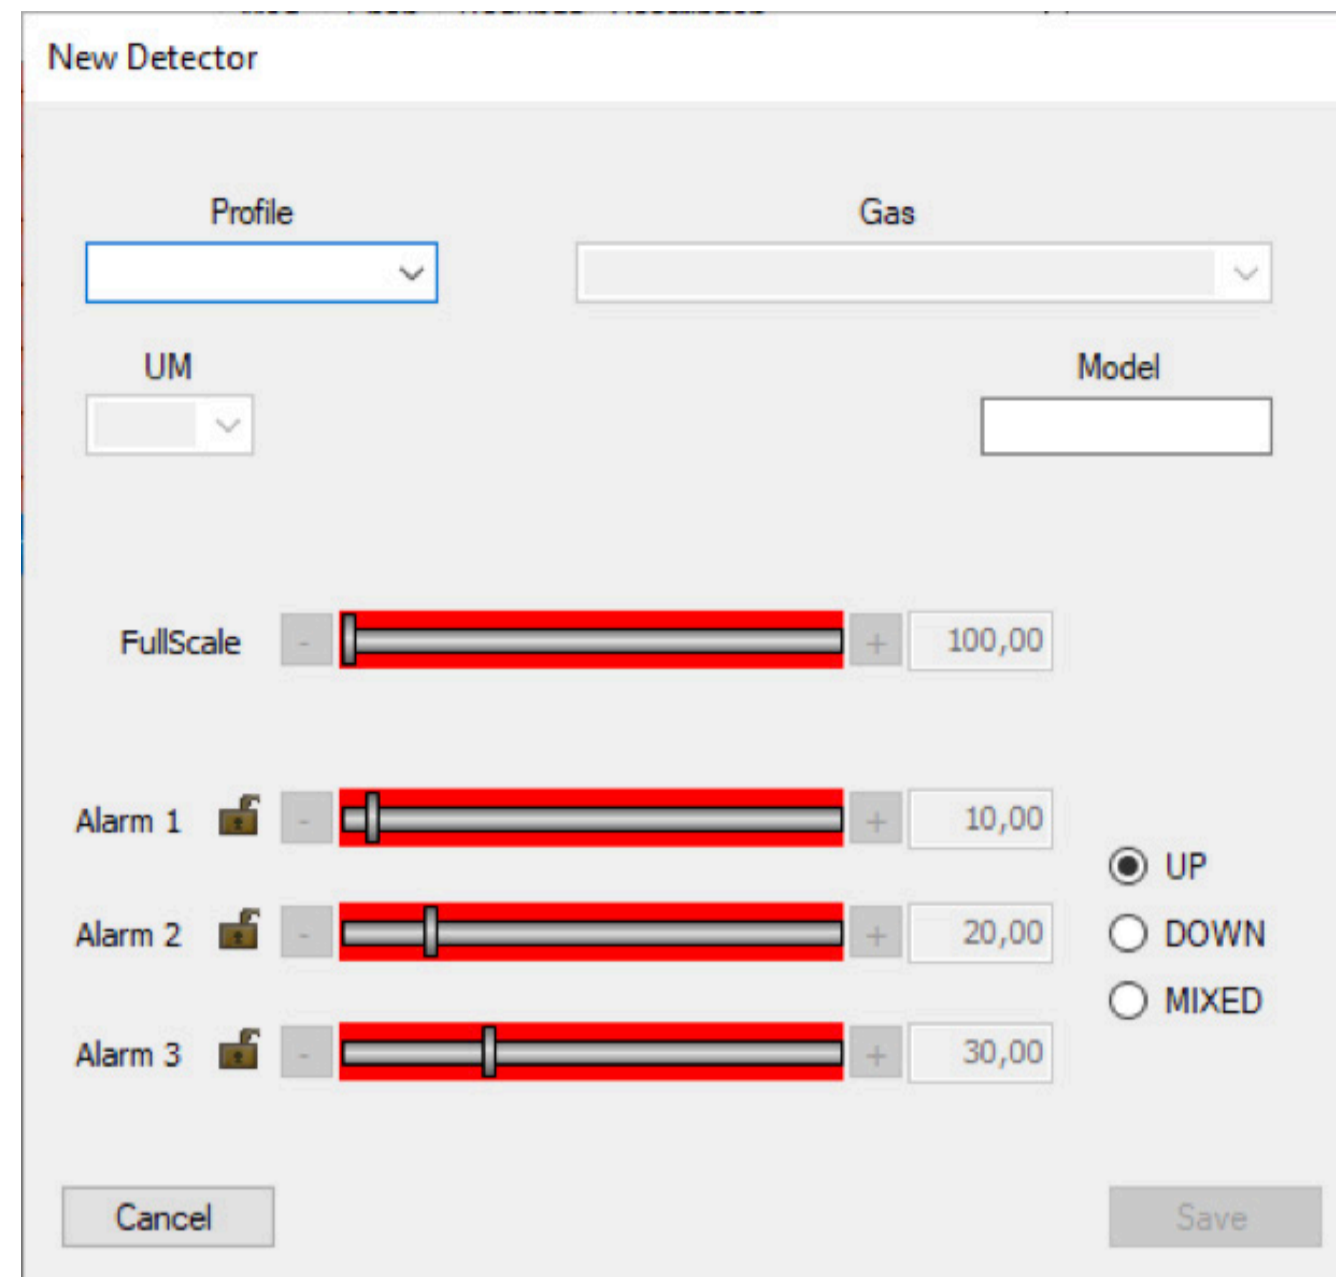 New Detector
Profile Gas
UM Model
FullScale - + 100,00
Alarm 1 - + 10,00
UP
Alarm 2 - + 20,00
DOWN
MIXED
Alarm 3 - + 30,00
Cancel Save